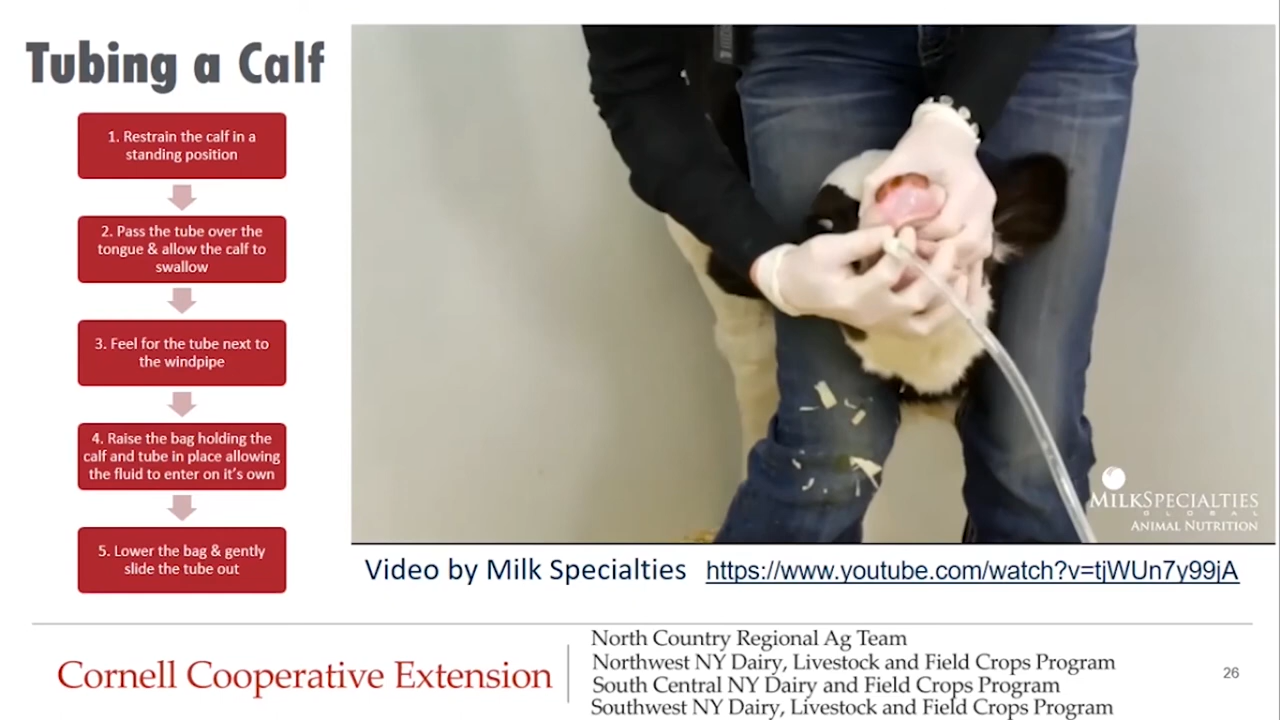 Tubing a Calf
1. Restrain the calf in a
standing position
2. Pass the tube over the
tongue & allow the calf to
swallow
3. Feel for the tube next to
the windpipe
4. Raise the bag holding the
calf and tube in place allowing
the fluid to enter on it's own
5. Lower the bag & gently
slide the tube out
MILKSPECIALTIES
GLOBAL
ANIMAL NUTRITION
Video by Milk Specialties https://www.youtube.com/watch?v=tjWUn7y99jA
Cornell Cooperative Extension
North Country Regional Ag Team
Northwest NY Dairy, Livestock and Field Crops Program
South Central NY Dairy and Field Crops Program
Southwest NY Dairy, Livestock and Field Crops Program
26